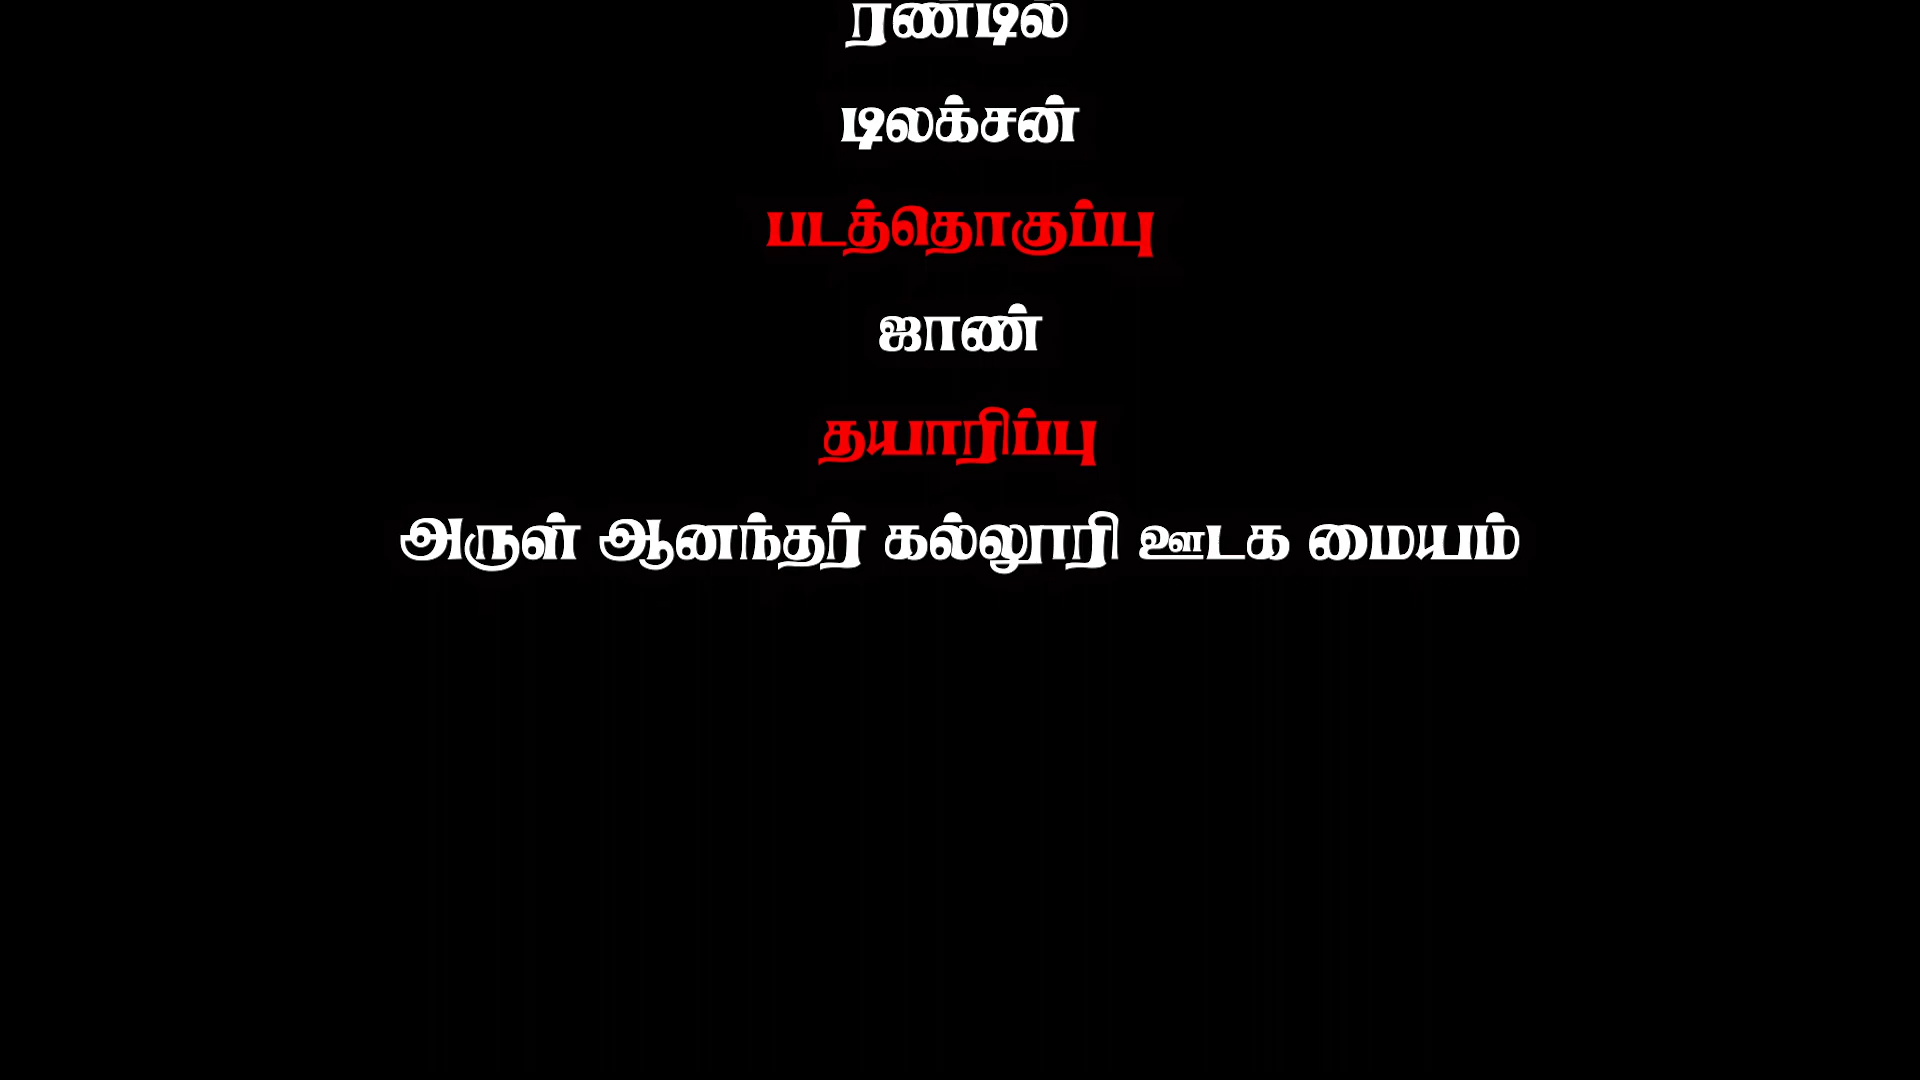 ரண்டில்
டிலக்சன்
படத்தொகுப்பு
ஜாண்
தயாரிப்பு
அருள் ஆனந்தர் கல்லூரி ஊடக மையம்